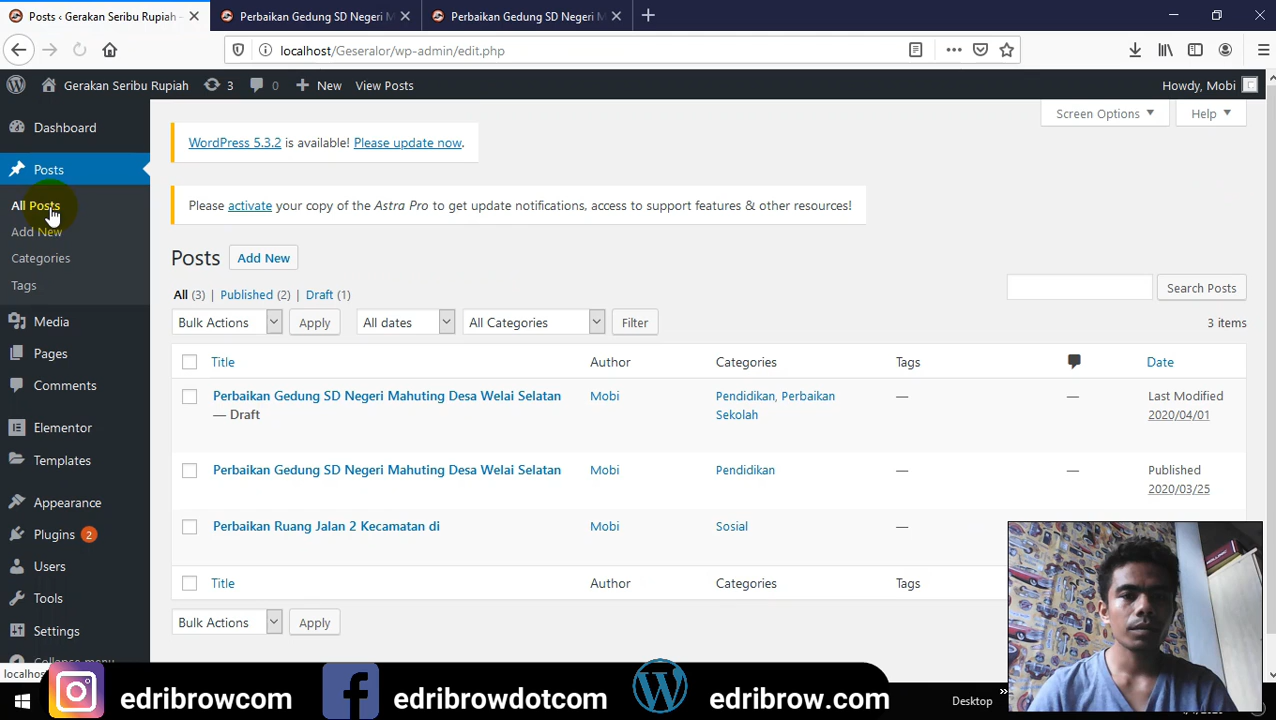 Posts ‹ Gerakan Seribu Rupiah —
Perbaikan Gedung SD Negeri M
Perbaikan Gedung SD Negeri M
localhost/Geseralor/wp-admin/edit.php
Gerakan Seribu Rupiah
3
0
New
View Posts
Howdy, Mobi
Dashboard
Posts
All Posts
Add New
Categories
Tags
Media
Pages
Comments
Elementor
Templates
Appearance
Plugins 2
Users
Tools
Settings
Collapse menu
Screen Options
Help
WordPress 5.3.2 is available! Please update now.
Please activate your copy of the Astra Pro to get update notifications, access to support features & other resources!
Posts
Add New
All (3) | Published (2) | Draft (1)
Search Posts
Bulk Actions
Apply
All dates
All Categories
Filter
3 items
Title Author Categories Tags Date
Perbaikan Gedung SD Negeri Mahuting Desa Welai Selatan — Draft
Mobi
Pendidikan, Perbaikan Sekolah
—
—
Last Modified
2020/04/01
Perbaikan Gedung SD Negeri Mahuting Desa Welai Selatan
Mobi
Pendidikan
—
—
Published
2020/03/25
Perbaikan Ruang Jalan 2 Kecamatan di
Mobi
Sosial
—
Title Author Categories Tags
Bulk Actions
Apply
edribrowcom
edribrowdotcom
edribrow.com
Desktop